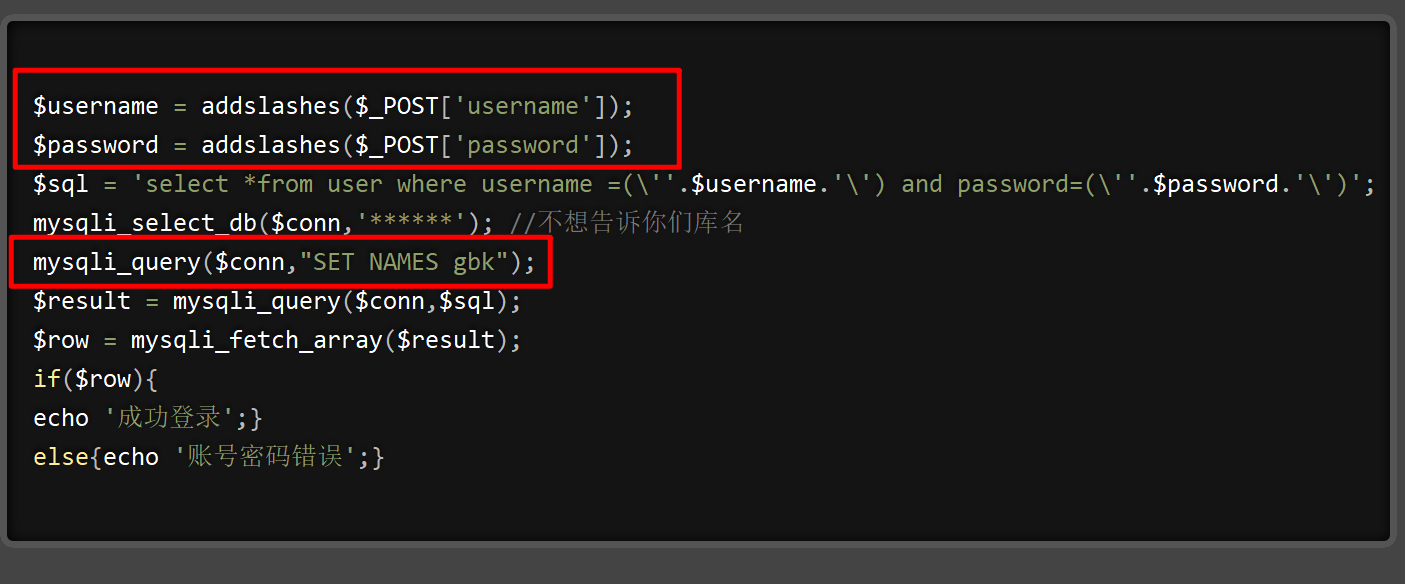 $username = addslashes($_POST['username']);
$password = addslashes($_POST['password']);
$sql = 'select *from user where username =(\''.$username.'\') and password=(\''.$password.'\')';
mysqli_select_db($conn,'******'); //不想告诉你们库名
mysqli_query($conn,"SET NAMES gbk");
$result = mysqli_query($conn,$sql);
$row = mysqli_fetch_array($result);
if($row){
echo '成功登录';}
else{echo '账号密码错误';}